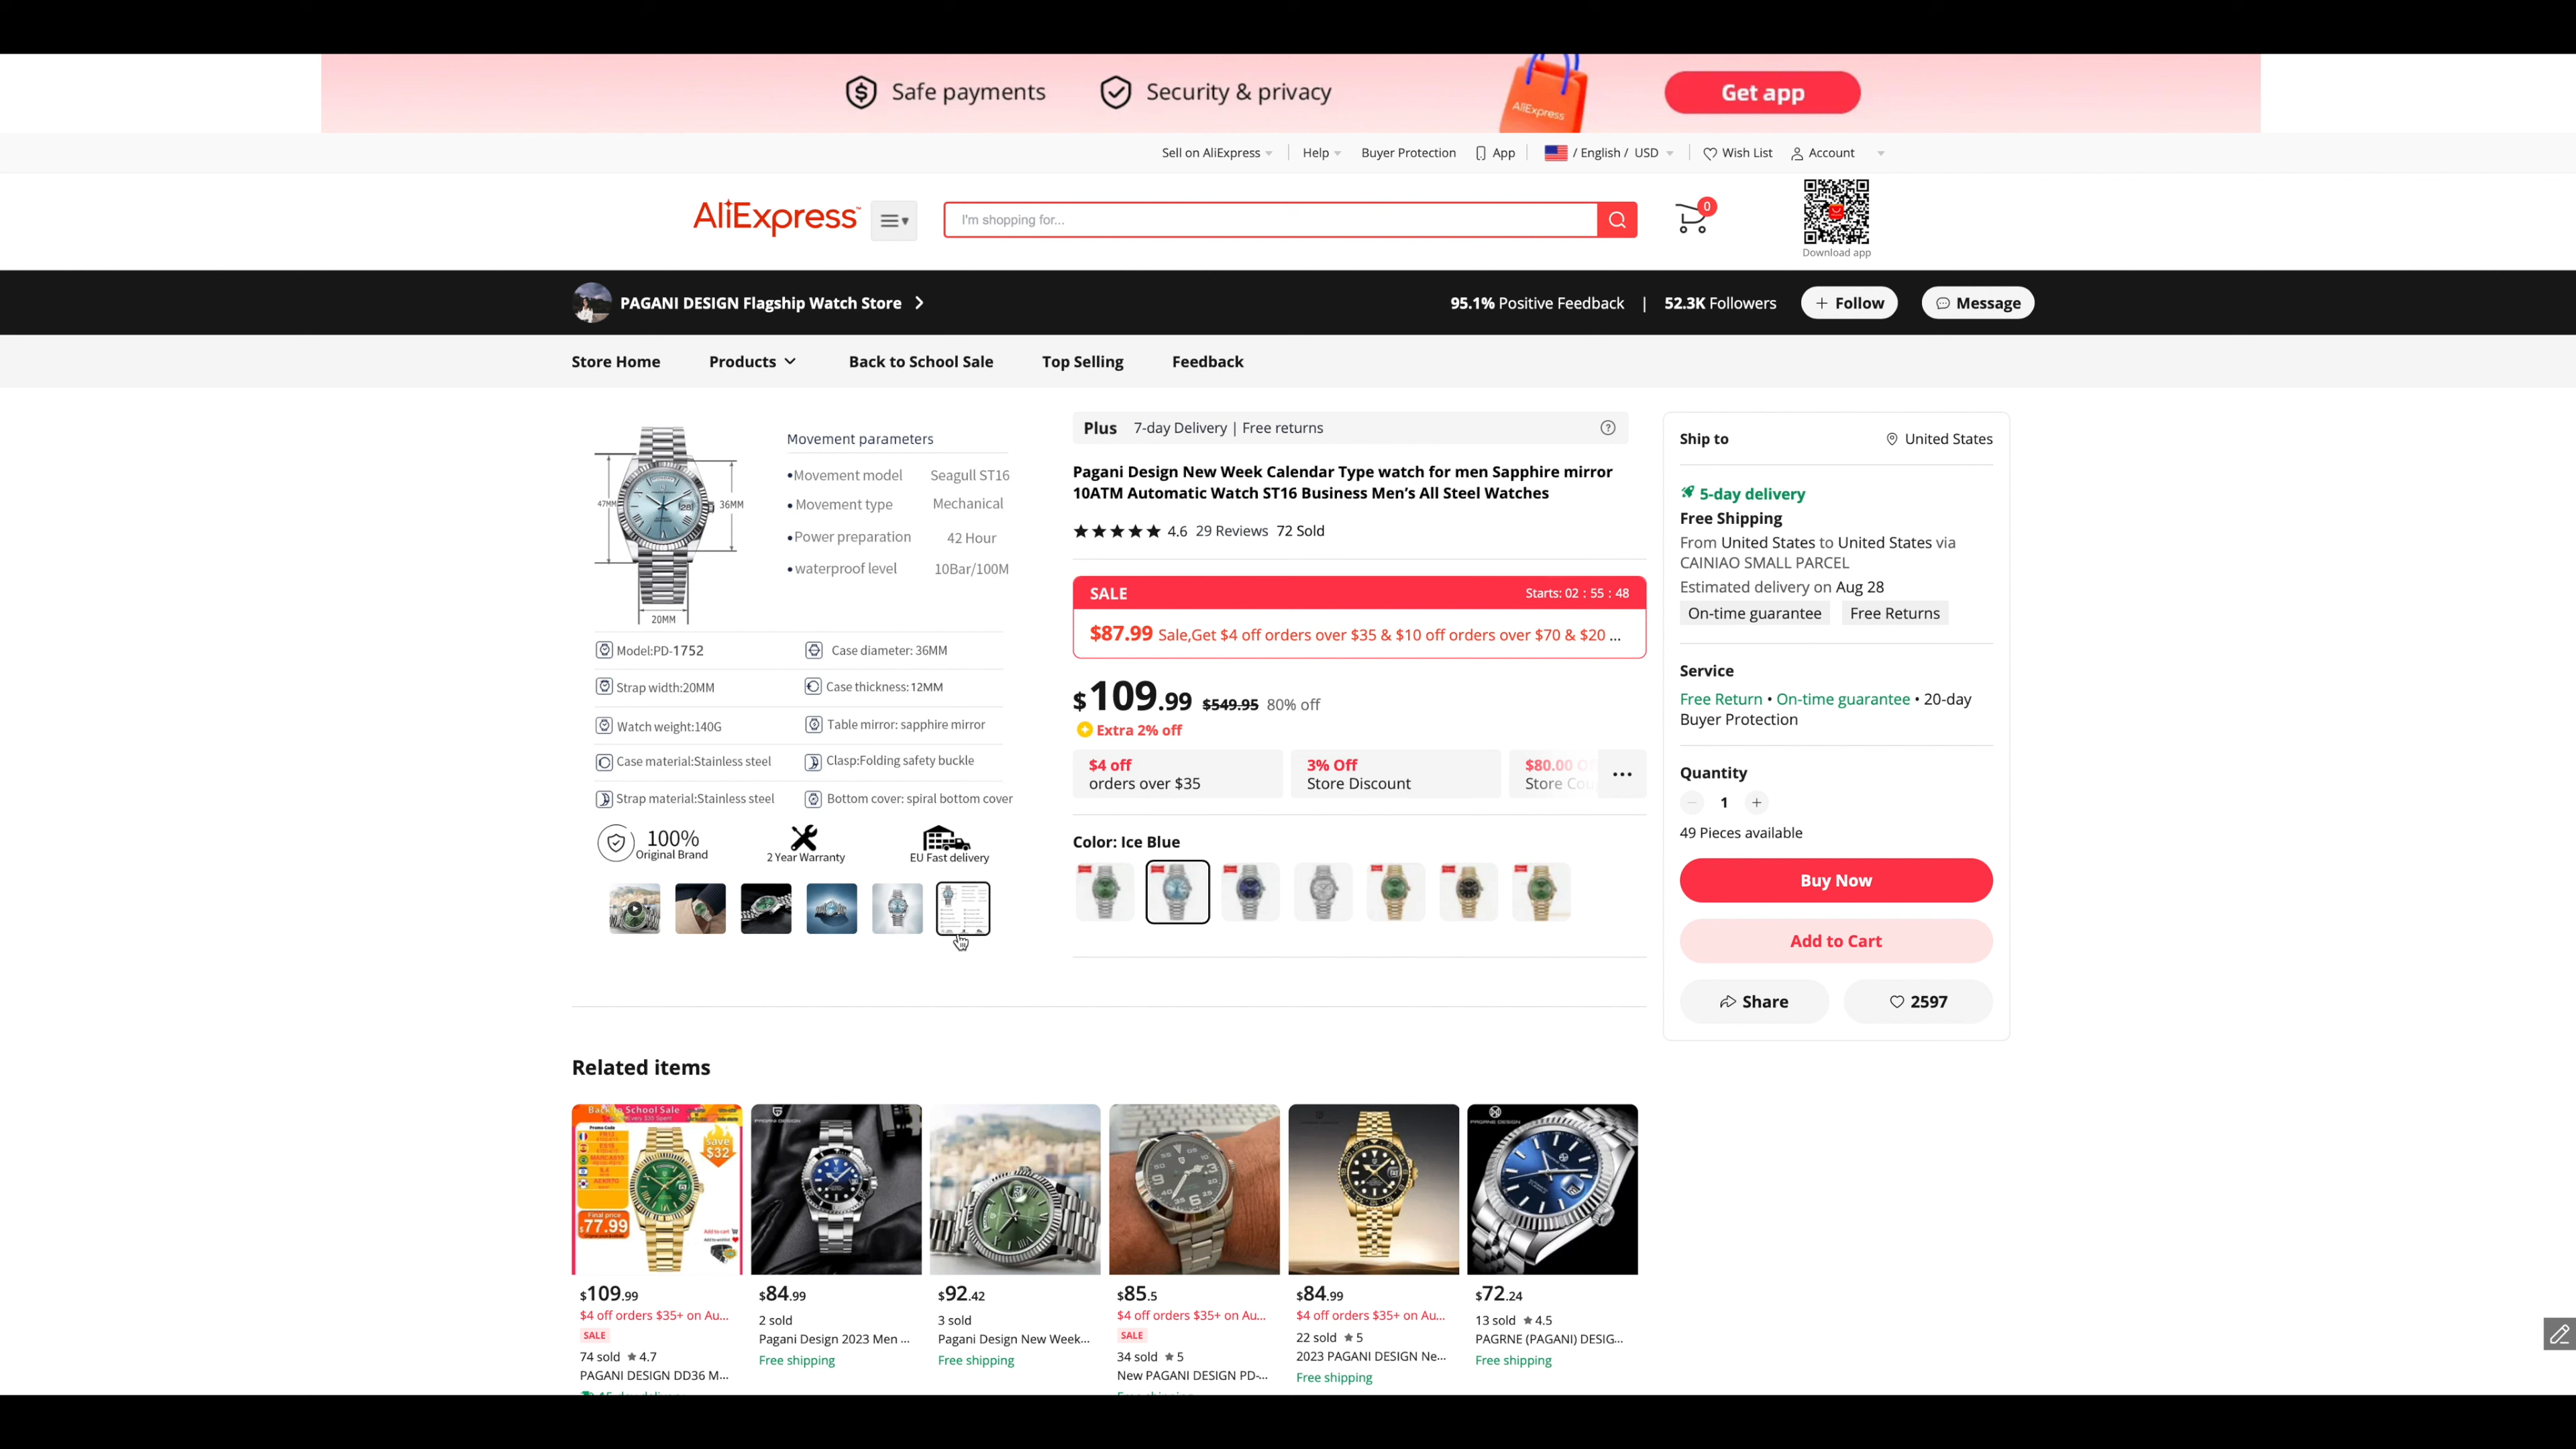 Safe payments
Security & privacy
AliExpress
Get app
Sell on AliExpress
Help
Buyer Protection
App
/ English / USD
Wish List
Account
AliExpress
I'm shopping for...
0
Download app
PAGANI DESIGN Flagship Watch Store
95.1% Positive Feedback | 52.3K Followers
+ Follow
Message
Store Home
Products
Back to School Sale
Top Selling
Feedback
47MM
36MM
20MM
Movement parameters
•Movement model Seagull ST16
• Movement type Mechanical
•Power preparation 42 Hour
• waterproof level 10Bar/100M
Model:PD-1752
Case diameter: 36MM
Strap width:20MM
Case thickness:12MM
Watch weight:140G
Table mirror: sapphire mirror
Case material:Stainless steel
Clasp:Folding safety buckle
Strap material:Stainless steel
Bottom cover: spiral bottom cover
100%
Original Brand
2 Year Warranty
EU Fast delivery
Plus 7-day Delivery | Free returns
Pagani Design New Week Calendar Type watch for men Sapphire mirror
10ATM Automatic Watch ST16 Business Men's All Steel Watches
4.6 29 Reviews 72 Sold
SALE
Starts: 02 : 55 : 48
$87.99 Sale,Get $4 off orders over $35 & $10 off orders over $70 & $20 ...
$109.99 $549.95 80% off
Extra 2% off
$4 off
orders over $35
3% Off
Store Discount
$80.00
Store
...
Color: Ice Blue
Ship to
United States
5-day delivery
Free Shipping
From United States to United States via
CAINIAO SMALL PARCEL
Estimated delivery on Aug 28
On-time guarantee
Free Returns
Service
Free Return • On-time guarantee • 20-day
Buyer Protection
Quantity
− 1 +
49 Pieces available
Buy Now
Add to Cart
Share
2597
Related items
Back to School Sale
Promo Code
save
$32
Final price
$77.99
Add to cart
$109.99
$4 off orders $35+ on Au...
SALE
74 sold ★ 4.7
PAGANI DESIGN DD36 M...
PAGANI DESIGN
$84.99
2 sold
Pagani Design 2023 Men ...
Free shipping
$92.42
3 sold
Pagani Design New Week...
Free shipping
$85.5
$4 off orders $35+ on Au...
SALE
34 sold ★ 5
New PAGANI DESIGN PD-...
$84.99
$4 off orders $35+ on Au...
22 sold ★ 5
2023 PAGANI DESIGN Ne...
Free shipping
PAGRNE DESIGN
$72.24
13 sold ★ 4.5
PAGRNE (PAGANI) DESIG...
Free shipping